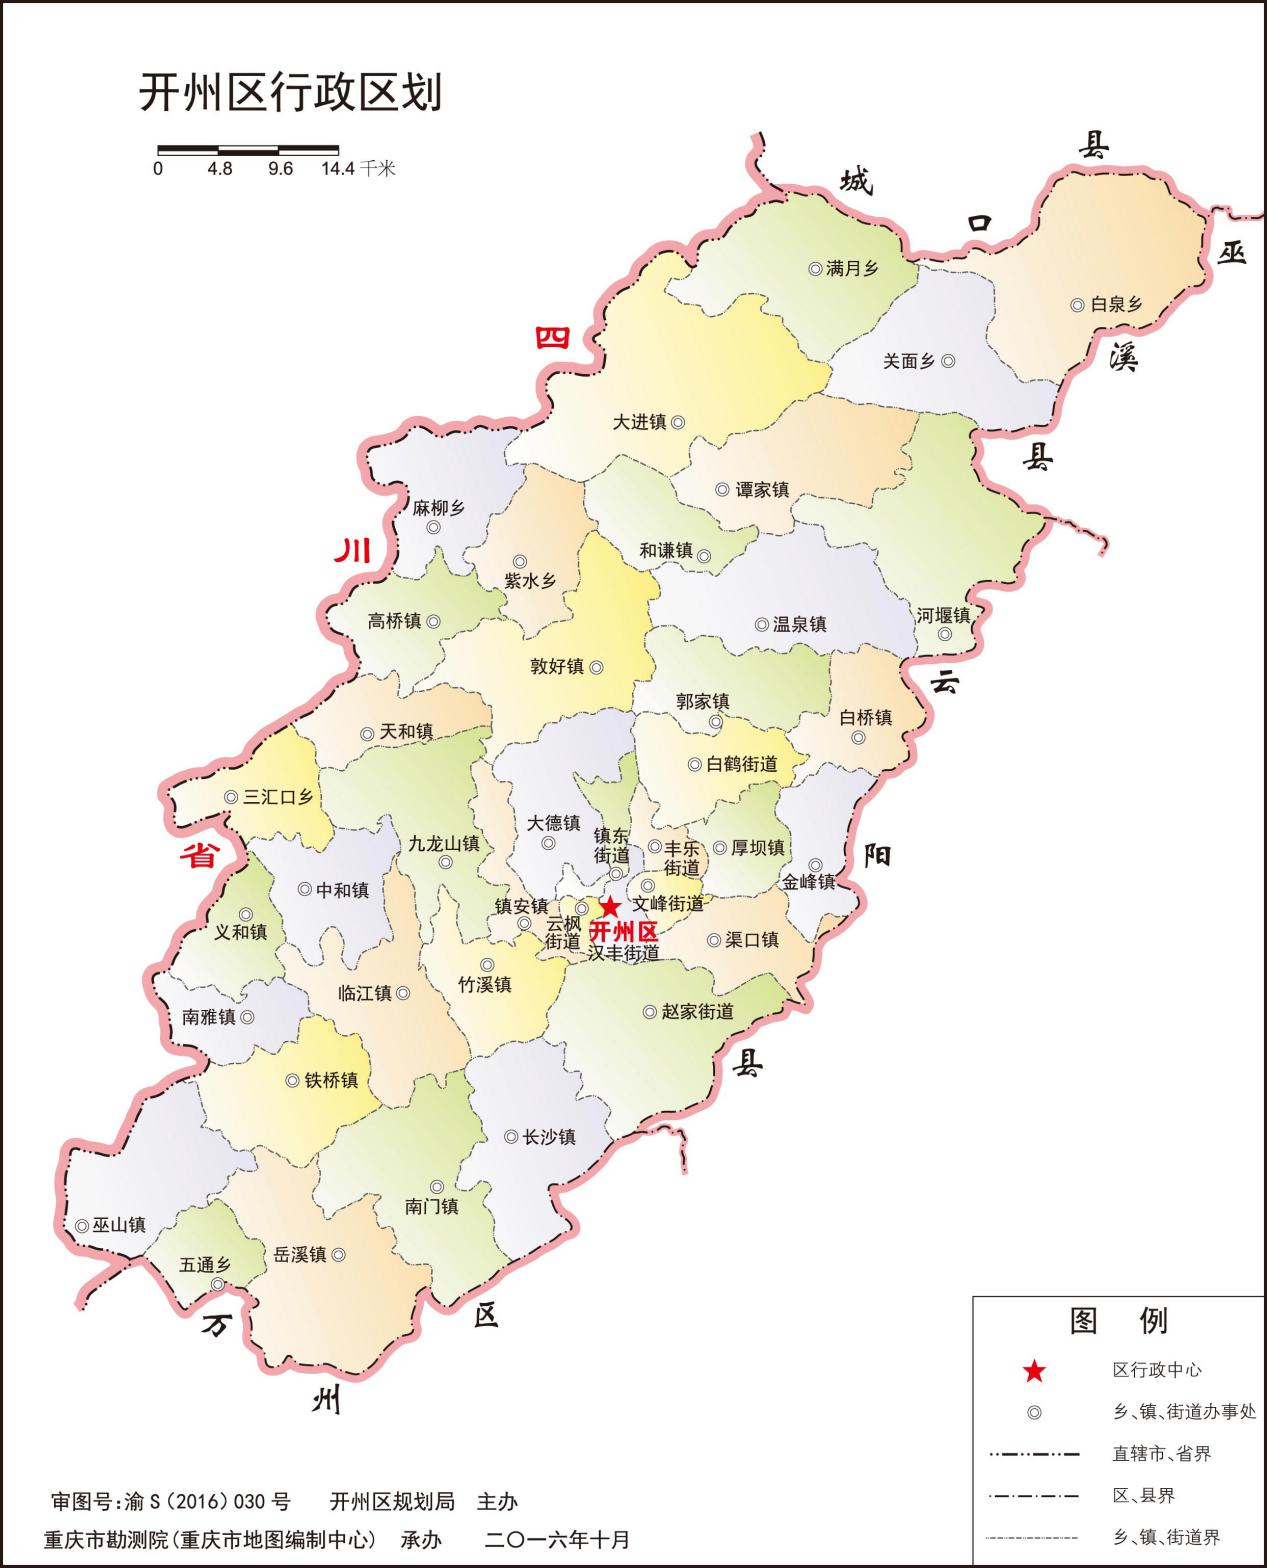 开州区行政区划
0 4.8 9.6 14.4 千米
县
城
口
巫
满月乡
白泉乡
四
溪
关面乡
大进镇
县
谭家镇
麻柳乡
川
和谦镇
紫水乡
高桥镇
河堰镇
温泉镇
敦好镇
云
郭家镇
白桥镇
天和镇
白鹤街道
三汇口乡
大德镇
镇东
街道
九龙山镇
丰乐
街道
厚坝镇
阳
省
金峰镇
中和镇
文峰街道
镇安镇
云枫
街道
开州区
汉丰街道
义和镇
渠口镇
竹溪镇
临江镇
南雅镇
赵家街道
县
铁桥镇
长沙镇
南门镇
巫山镇
岳溪镇
五通乡
万
区
州
图 例
区行政中心
乡、镇、街道办事处
直辖市、省界
区、县界
乡、镇、街道界
审图号:渝 S (2016) 030 号 开州区规划局 主办
重庆市勘测院(重庆市地图编制中心) 承办 二〇一六年十月